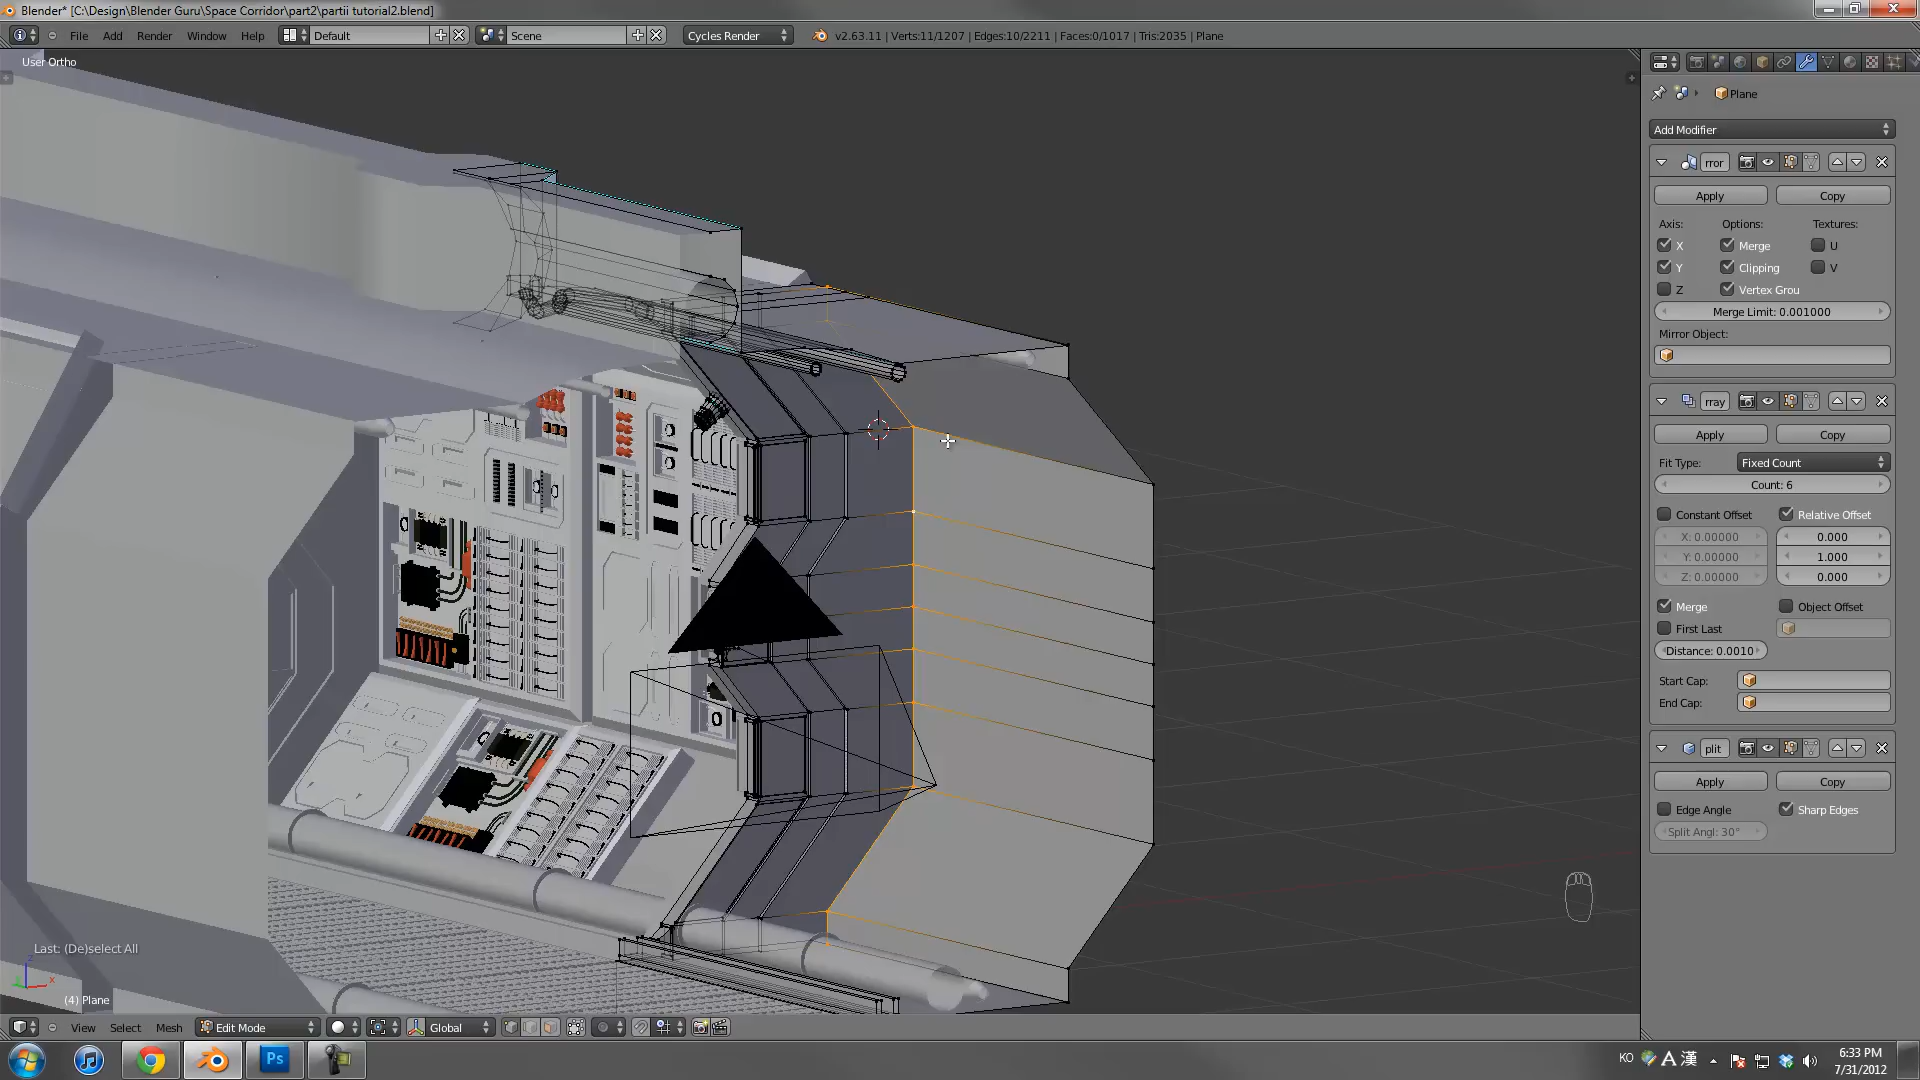 Blender* [C:\Design\Blender Guru\Space Corridor\part2\partii tutorial2.blend]
File Add Render Window Help Default Scene Cycles Render v2.63.11 | Verts:11/1207 | Edges:10/2211 | Faces:0/1017 | Tris:2035 | Plane
User Ortho
Plane
Add Modifier
rror
Apply Copy
Axis: Options: Textures:
X Merge U
Y Clipping V
Z Vertex Grou
Merge Limit: 0.001000
Mirror Object:
rray
Apply Copy
Fit Type: Fixed Count
Count: 6
Constant Offset Relative Offset
X: 0.00000 0.000
Y: 0.00000 1.000
Z: 0.00000 0.000
Merge Object Offset
First Last
Distance: 0.0010
Start Cap:
End Cap:
plit
Apply Copy
Edge Angle Sharp Edges
Split Angl: 30°
Last: (De)select All
z
x
(4) Plane
View Select Mesh Edit Mode Global
Ps
KO A 漢
6:33 PM
7/31/2012